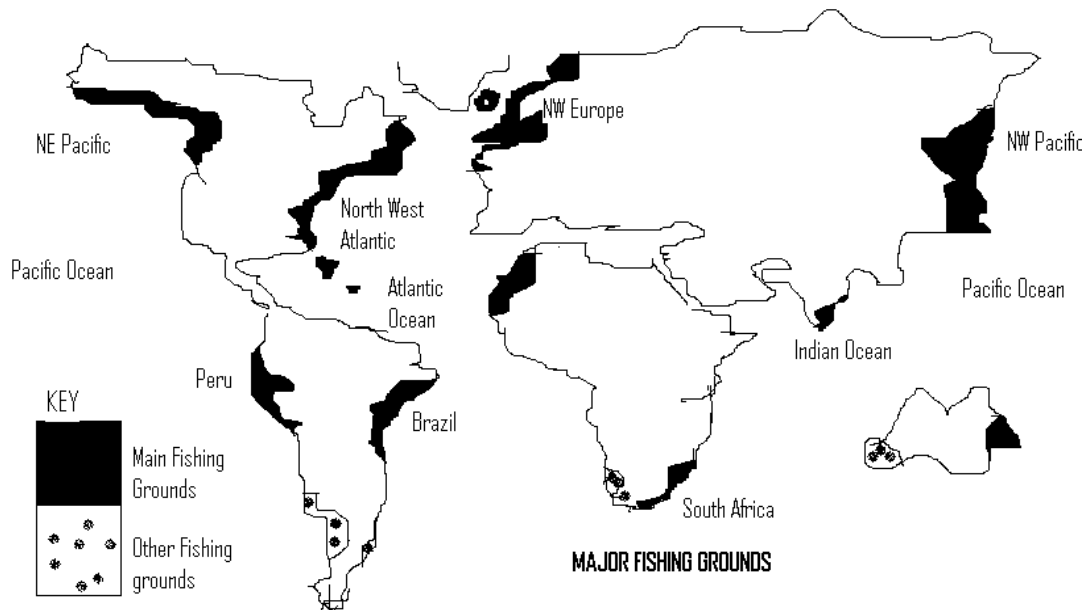 NW Europe
NE Pacific
NW Pacific
North West
Atlantic
Pacific Ocean
Atlantic
Ocean
Pacific Ocean
Indian Ocean
Peru
Brazil
KEY
Main Fishing
Grounds
South Africa
Other Fishing
grounds
MAJOR FISHING GROUNDS